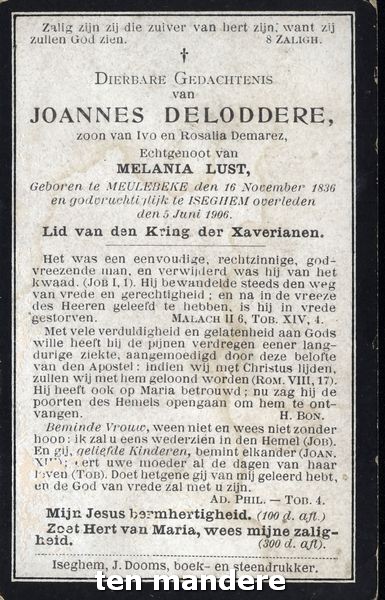 Zalig zijn zij die zuiver van hert zijn, want zij
zullen God zien. 8 ZALIGH.
†
DIERBARE GEDACHTENIS
van
JOANNES DELODDERE,
zoon van Ivo en Rosalia Demarez,
Echtgenoot van
MELANIA LUST,
Geboren te MEULEBEKE den 16 November 1836
en godvruchtiglijk te ISEGHEM overleden
den 5 Juni 1906.
Lid van den Kring der Xaverianen.
Het was een eenvoudige, rechtzinnige, god-
vreezende man, en verwijderd was hij van het
kwaad. (JOB I, 1). Hij bewandelde steeds den weg
van vrede en gerechtigheid ; en na in de vreeze
des Heeren geleefd te hebben, is hij in vrede
gestorven. MALACH II 6, TOB. XIV, 4.
Met vele verduldigheid en gelatenheid aan Gods
wille heeft hij de pijnen verdregen eener lang-
durige ziekte, aangemoedigd door deze belofte
van den Apostel : indien wij met Christus lijden,
zullen wij met hem geloond worden (ROM. VIII, 17).
Hij heeft ook op Maria betrouwd ; nu zag hij de
poorten des Hemels opengaan om hem te ont-
vangen. H. BON.
Beminde Vrouw, ween niet en wees niet zonder
hoop : ik zal u eens wederzien in den Hemel (JOB).
En gij, geliefde Kinderen, bemint elkander (JOAN.
eert uwe moeder al de dagen van haar
leven (TOB). Doet hetgene gij van mij geleerd hebt,
en de God van vrede zal met u zijn.
AD. PHIL. — TOB. 4.
Mijn Jesus bermhertigheid. (100 d. afl.)
Zoet Hert van Maria, wees mijne zalig-
heid. (300 d. afl.)
Iseghem, J. Dooms, boek- en steendrukker.
ten mandere